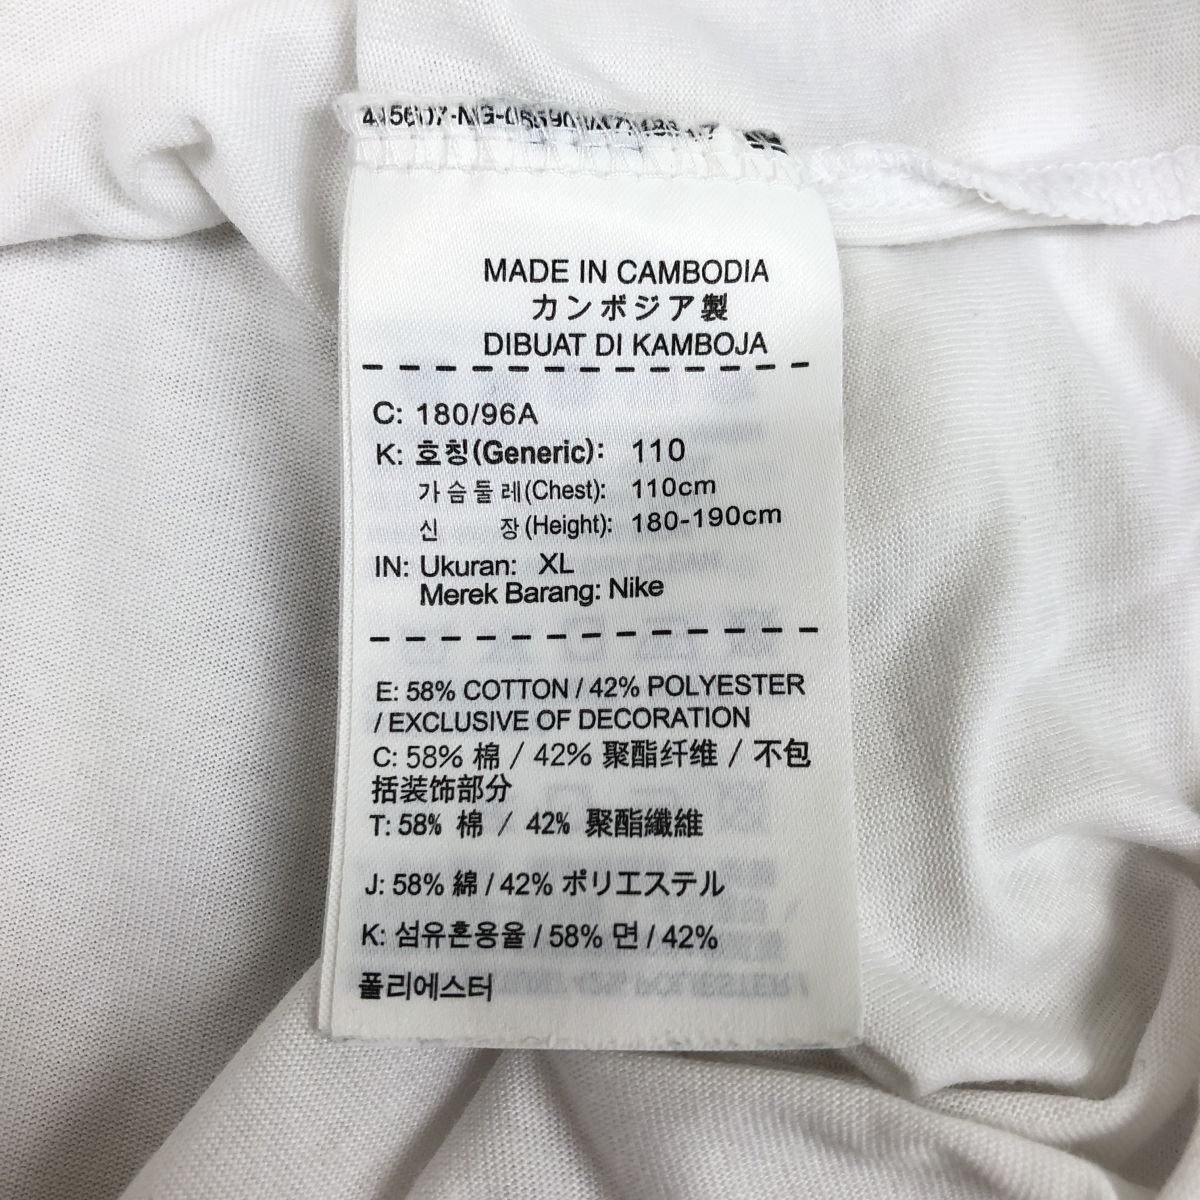 MADE IN CAMBODIA
カンボジア製
DIBUAT DI KAMBOJA
C: 180/96A
K: 호칭(Generic): 110
가슴둘레(Chest): 110cm
신 장(Height): 180-190cm
IN: Ukuran: XL
Merek Barang: Nike
E: 58% COTTON / 42% POLYESTER
/ EXCLUSIVE OF DECORATION
C: 58% 棉 / 42% 聚酯纤维 / 不包
括装饰部分
T: 58% 棉 / 42% 聚酯纖維
J: 58% 綿 / 42% ポリエステル
K: 섬유혼용율 / 58% 면 / 42%
폴리에스터